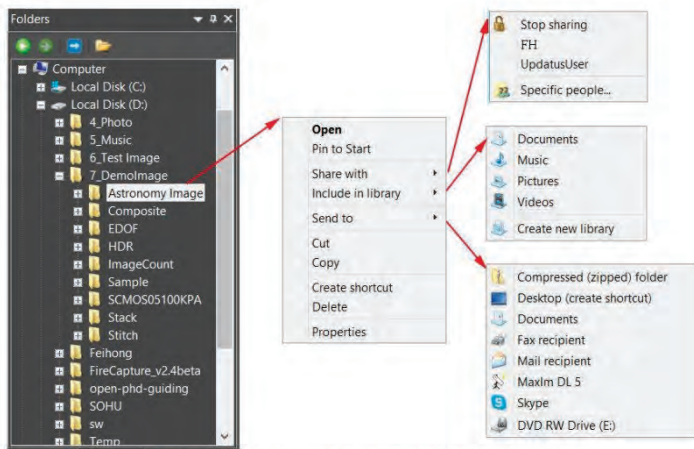 Folders
Computer
Local Disk (C:)
Local Disk (D:)
4_Photo
5_Music
6_Test Image
7_DemoImage
Astronomy Image
Composite
EDOF
HDR
ImageCount
Sample
SCMOS05100KPA
Stack
Stitch
Feihong
FireCapture_v2.4beta
open-phd-guiding
SOHU
sw
Temp
Open
Pin to Start
Share with
Include in library
Send to
Cut
Copy
Create shortcut
Delete
Properties
Stop sharing
FH
UpdatusUser
Specific people...
Documents
Music
Pictures
Videos
Create new library
Compressed (zipped) folder
Desktop (create shortcut)
Documents
Fax recipient
Mail recipient
MaxIm DL 5
Skype
DVD RW Drive (E:)